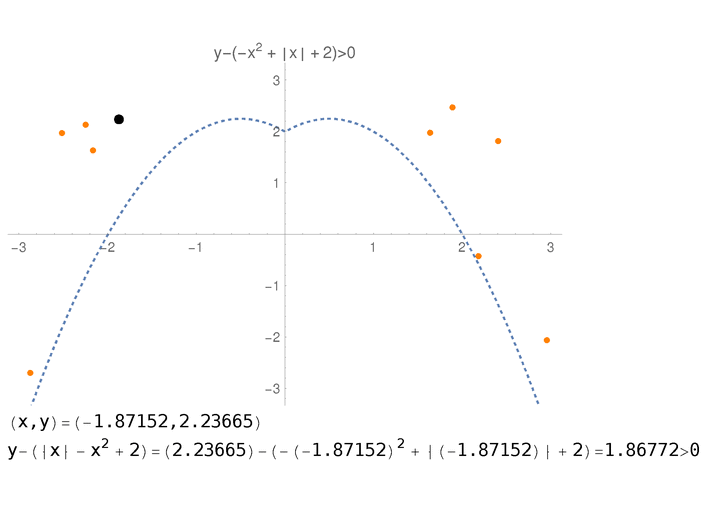 y−(−x² + |x| + 2)>0
3
2
1
−3 −2 −1 1 2 3
−1
−2
−3
(x,y)=(−1.87152,2.23665)
y−(|x| − x² + 2)=(2.23665)−(−(−1.87152)² + |(−1.87152)| + 2)=1.86772>0